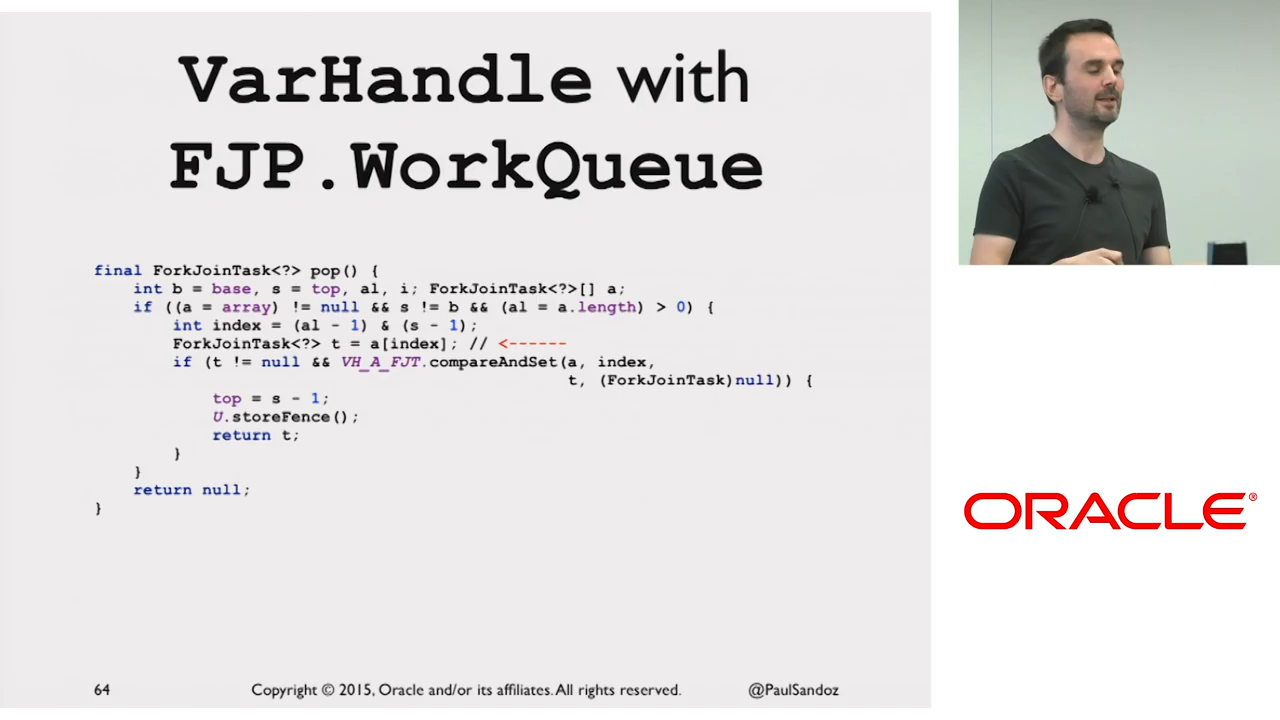 VarHandle with
FJP.WorkQueue
final ForkJoinTask<?> pop() {
int b = base, s = top, al, i; ForkJoinTask<?>[] a;
if ((a = array) != null && s != b && (al = a.length) > 0) {
int index = (al - 1) & (s - 1);
ForkJoinTask<?> t = a[index]; // <------
if (t != null && VH_A_FJT.compareAndSet(a, index,
t, (ForkJoinTask)null)) {
top = s - 1;
U.storeFence();
return t;
}
}
return null;
}
64 Copyright © 2015, Oracle and/or its affiliates. All rights reserved. @PaulSandoz
ORACLE®